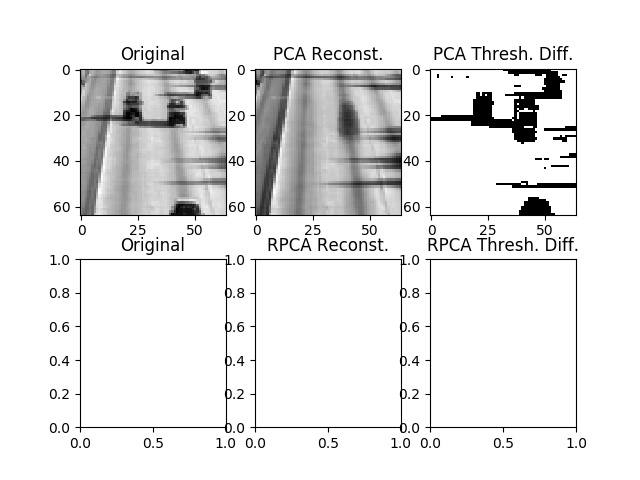 Original PCA Reconst. PCA Thresh. Diff.
0 0 0
20 20 20
40 40 40
60 60 60
0 25 50 0 25 50 0 25 50
Original RPCA Reconst. RPCA Thresh. Diff.
1.0 1.0 1.0
0.8 0.8 0.8
0.6 0.6 0.6
0.4 0.4 0.4
0.2 0.2 0.2
0.0 0.0 0.0
0.0 0.5 1.0 0.0 0.5 1.0 0.0 0.5 1.0